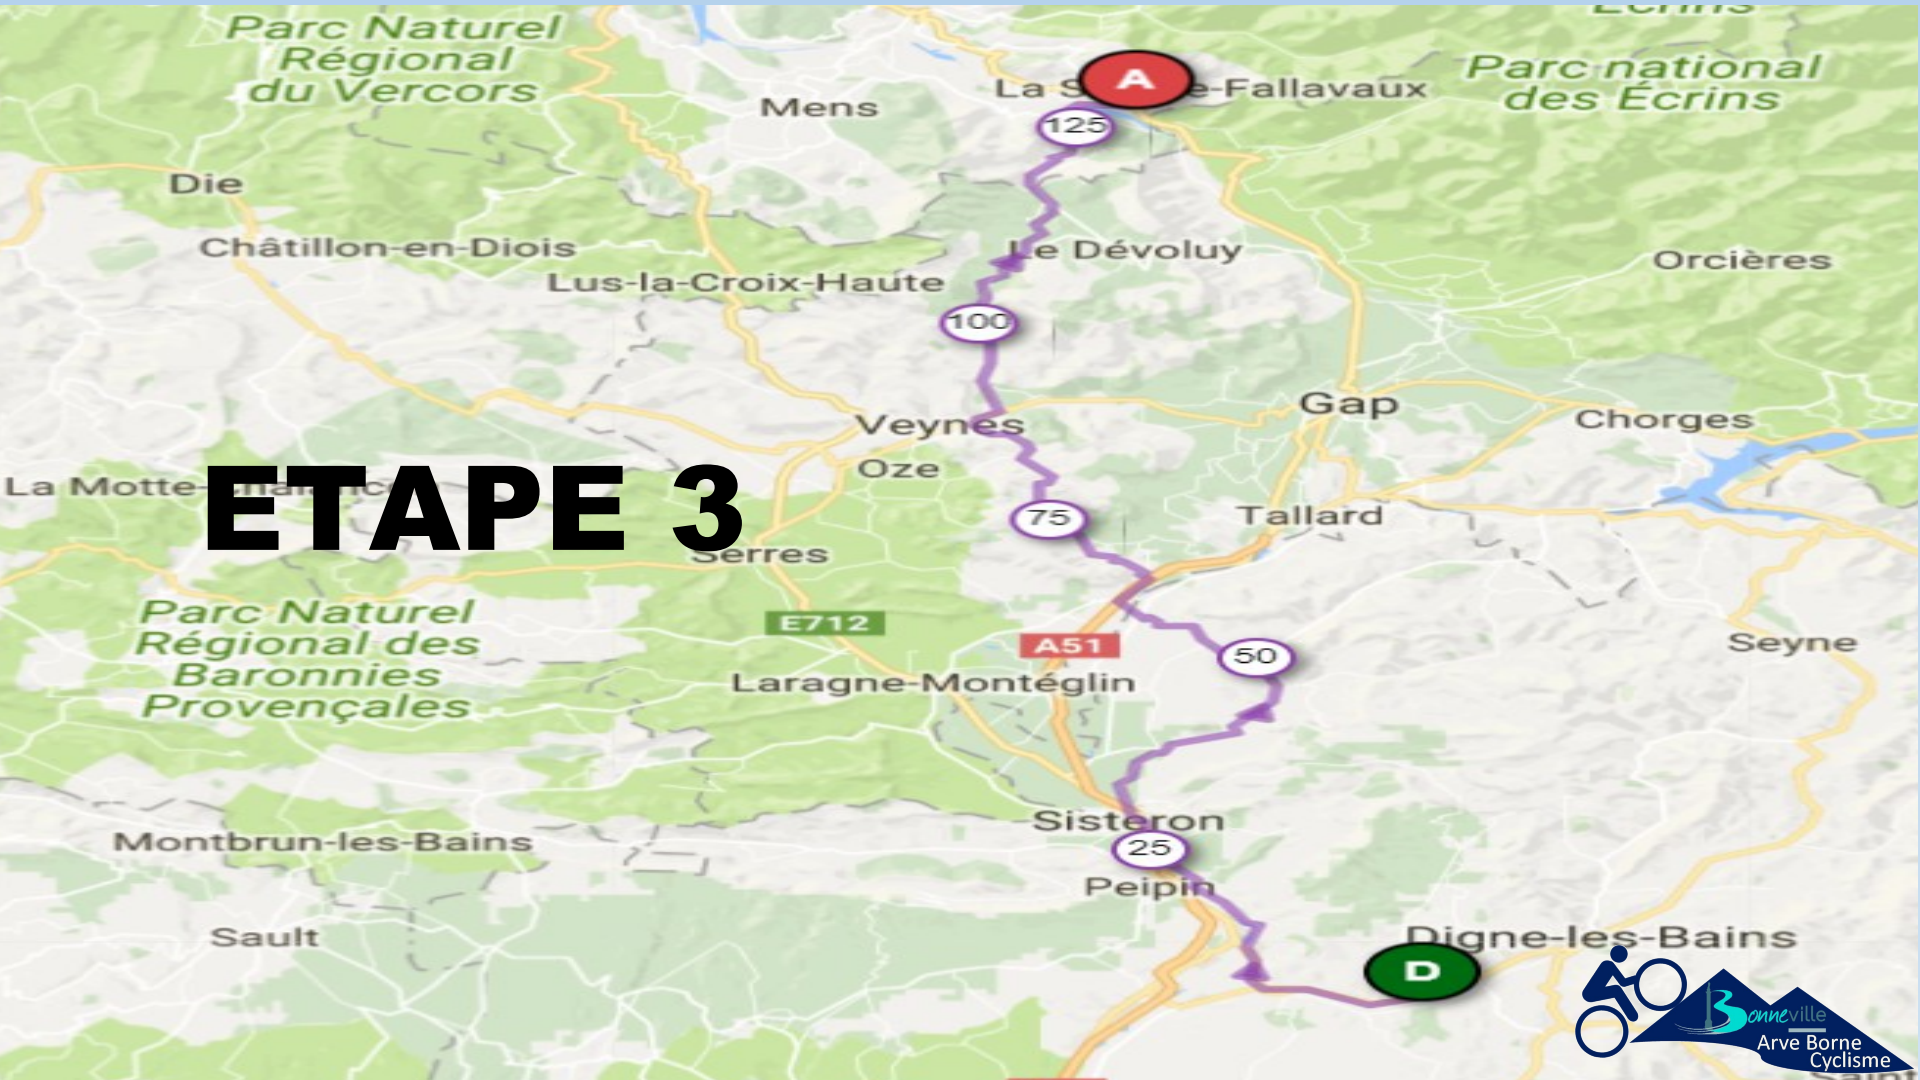 Ecrins
Parc Naturel
Régional
du Vercors
Parc national
des Écrins
A
La S
e-Fallavaux
Mens
125
Die
Châtillon-en-Diois
Le Dévoluy
Orcières
Lus-la-Croix-Haute
100
Gap
Chorges
Veynes
Oze
La Motte-
ETAPE 3
75
Tallard
Serres
Parc Naturel
Régional des
Baronnies
Provençales
E712
A51
50
Seyne
Laragne-Montéglin
Sisteron
25
Montbrun-les-Bains
Peipin
Sault
Digne-les-Bains
D
Bonneville
Arve Borne
Cyclisme